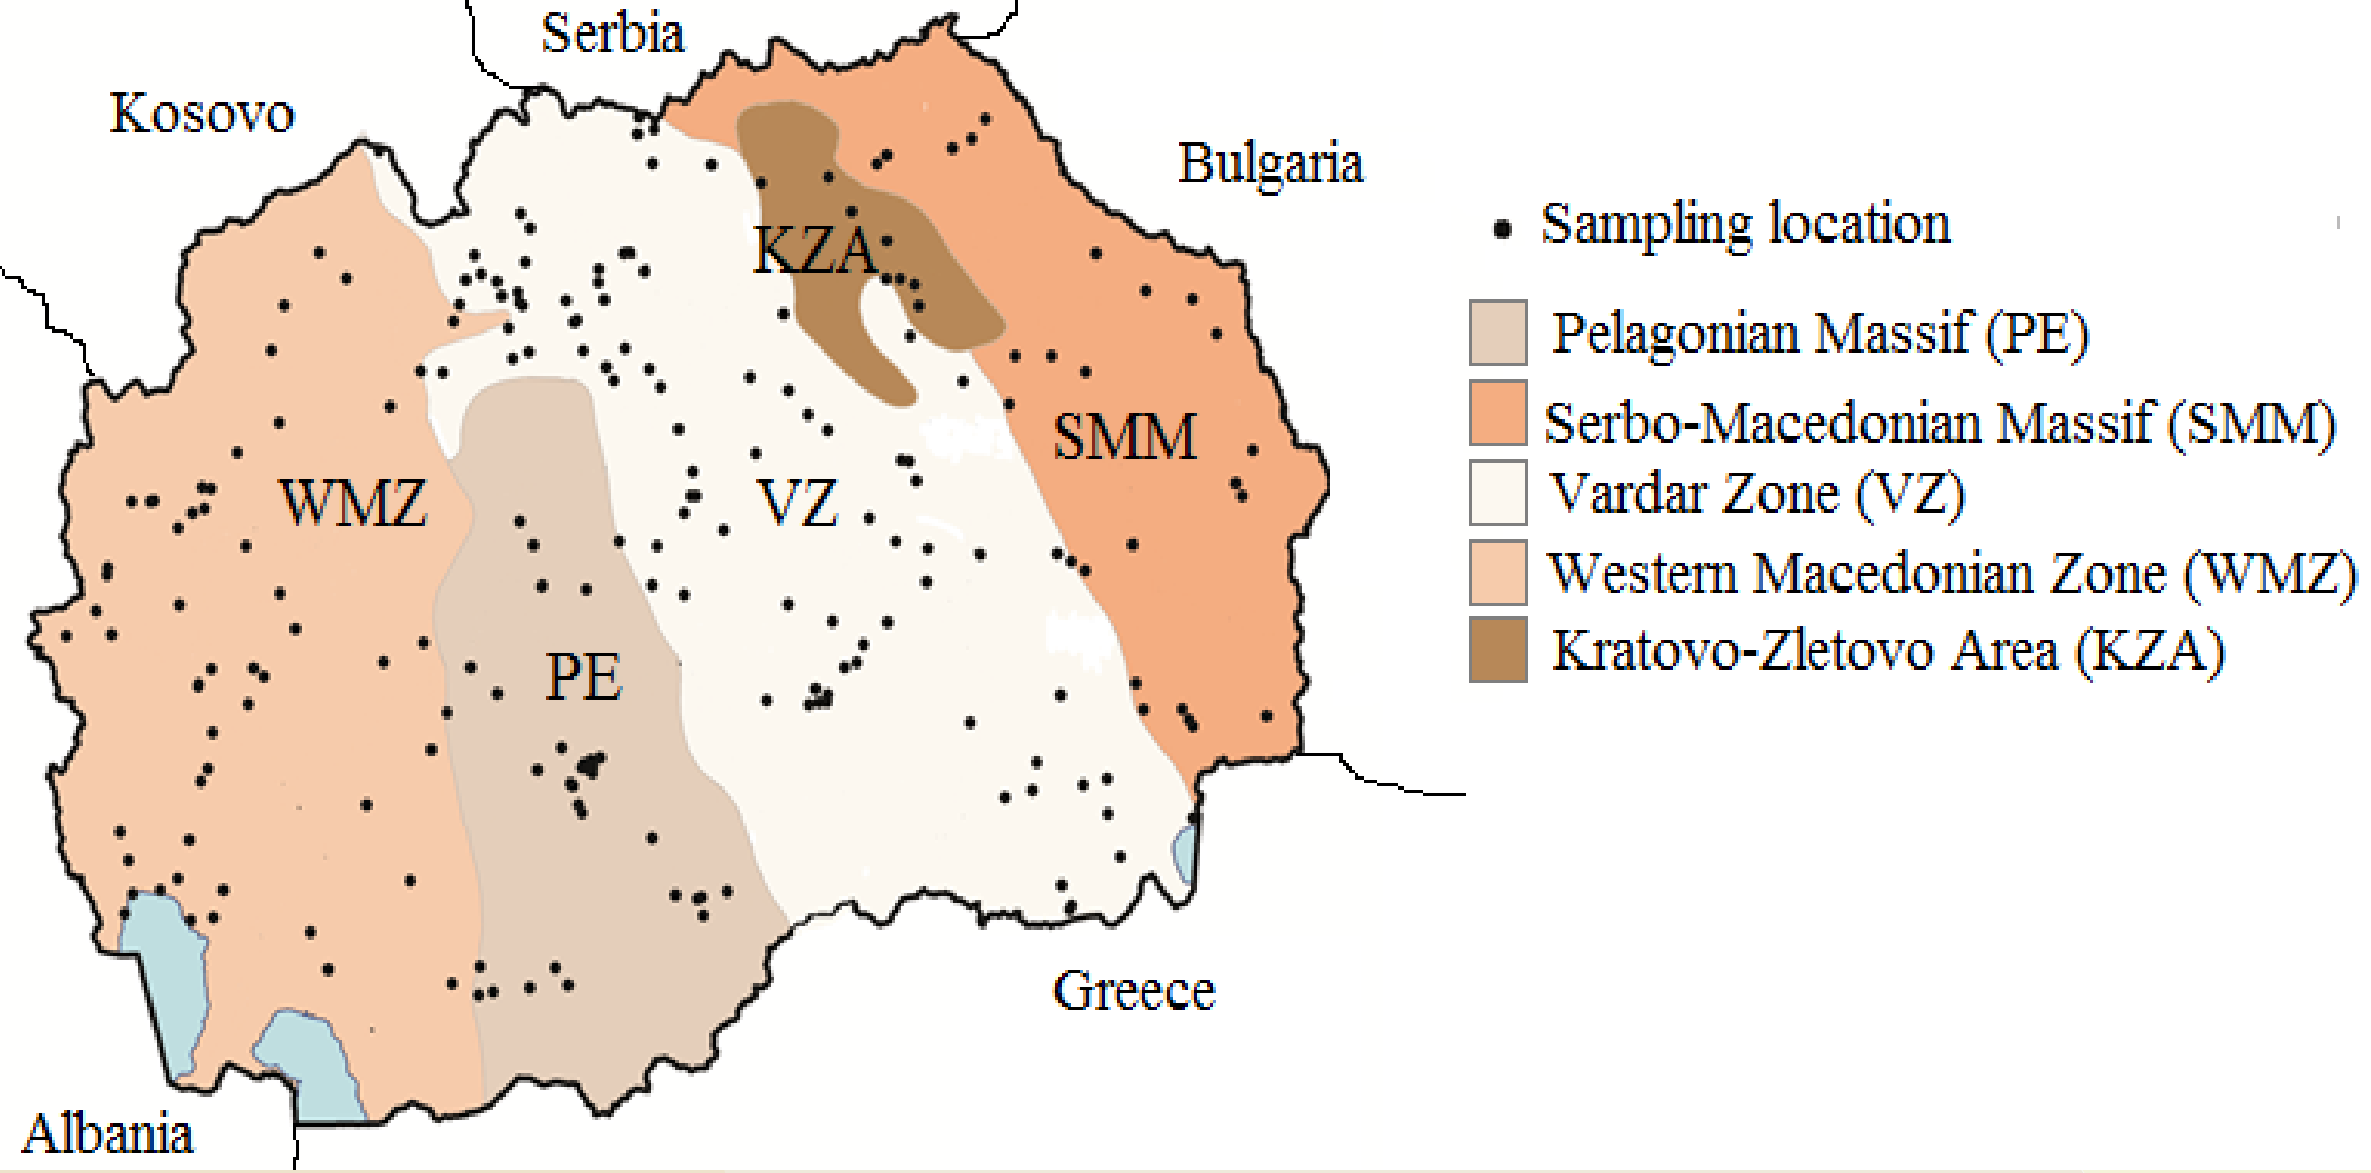 Serbia
Kosovo
Bulgaria
KZA
SMM
WMZ
VZ
PE
Greece
Albania
Sampling location
Pelagonian Massif (PE)
Serbo-Macedonian Massif (SMM)
Vardar Zone (VZ)
Western Macedonian Zone (WMZ)
Kratovo-Zletovo Area (KZA)